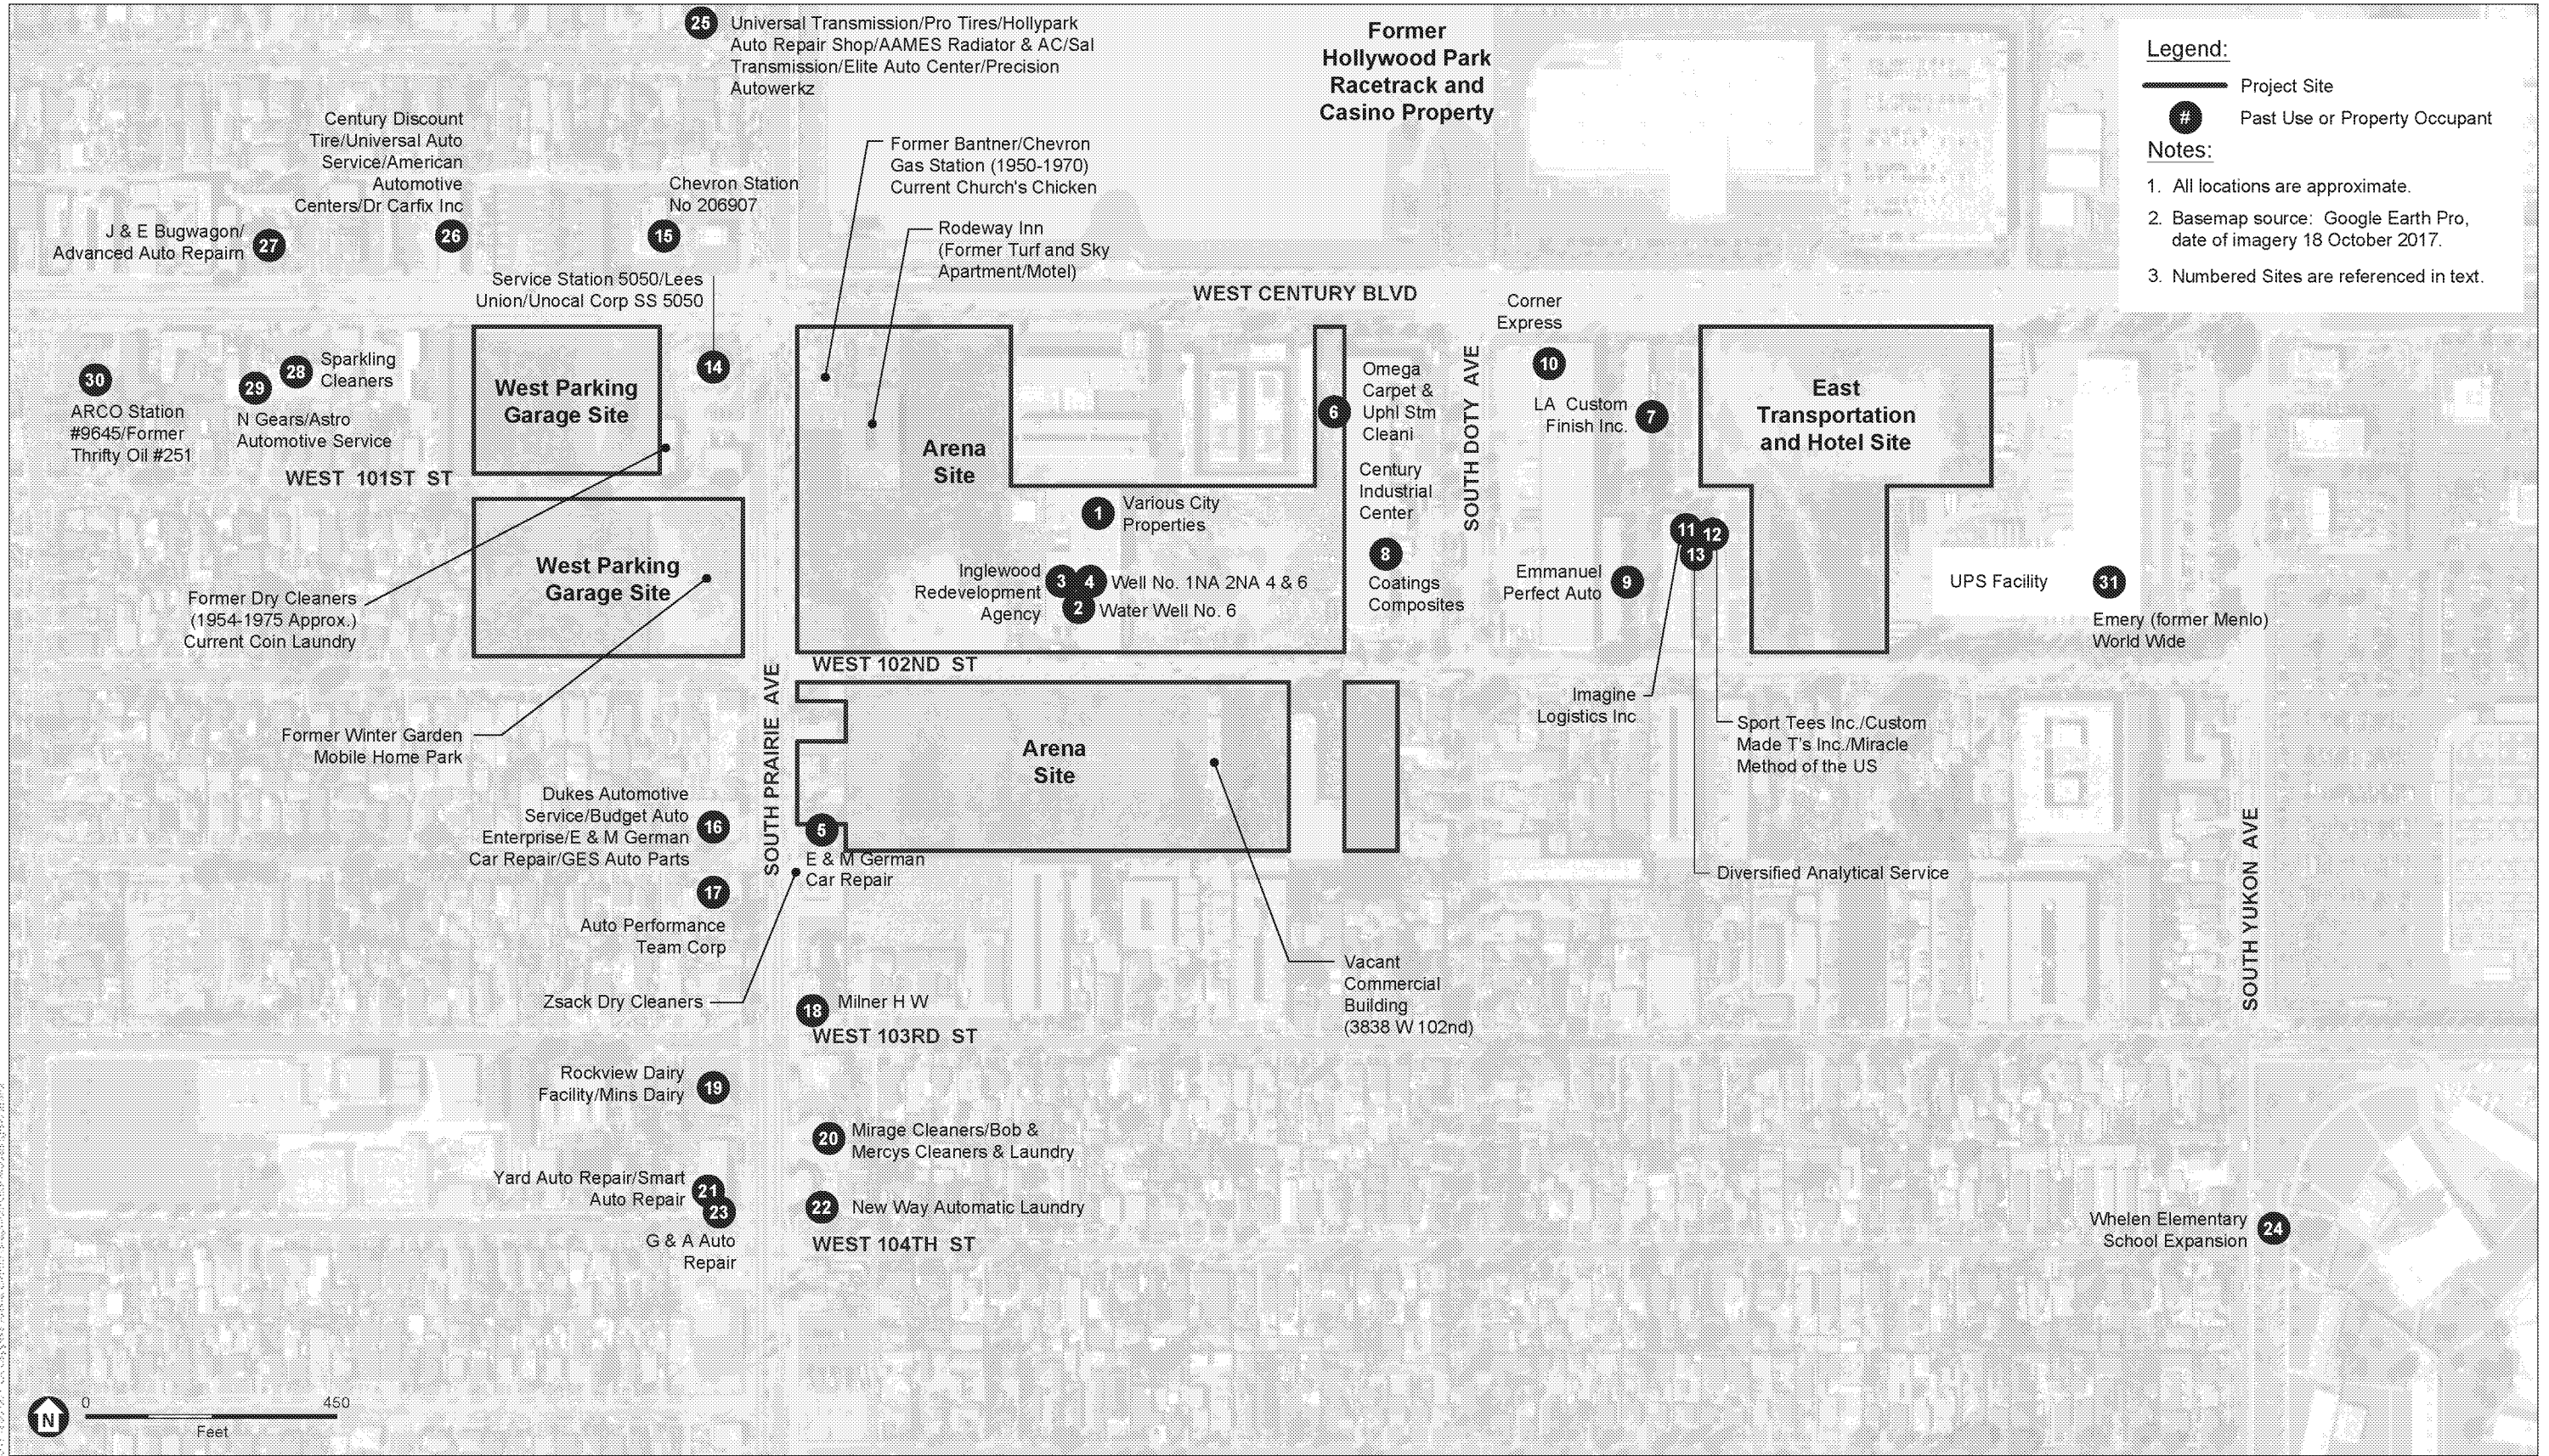 25
Universal Transmission/Pro Tires/Hollypark
Auto Repair Shop/AAMES Radiator & AC/Sal
Transmission/Elite Auto Center/Precision
Autowerkz
Former
Hollywood Park
Racetrack and
Casino Property
Legend:
Project Site
#
Past Use or Property Occupant
Notes:
1. All locations are approximate.
2. Basemap source: Google Earth Pro,
date of imagery 18 October 2017.
3. Numbered Sites are referenced in text.
Century Discount
Tire/Universal Auto
Service/American
Automotive
Centers/Dr Carfix Inc
26
J & E Bugwagon/
Advanced Auto Repairn
27
Chevron Station
No 206907
15
Former Bantner/Chevron
Gas Station (1950-1970)
Current Church's Chicken
Rodeway Inn
(Former Turf and Sky
Apartment/Motel)
Service Station 5050/Lees
Union/Unocal Corp SS 5050
14
WEST CENTURY BLVD
Corner
Express
10
30
ARCO Station
#9645/Former
Thrifty Oil #251
28
Sparkling
Cleaners
29
N Gears/Astro
Automotive Service
WEST 101ST ST
West Parking
Garage Site
Arena
Site
6
Omega
Carpet &
Uphl Stm
Cleani
Century
Industrial
Center
SOUTH DOTY AVE
LA Custom
Finish Inc.
7
East
Transportation
and Hotel Site
1
Various City
Properties
8
Coatings
Composites
11
12
13
West Parking
Garage Site
Inglewood
Redevelopment
Agency
3
4
Well No. 1NA 2NA 4 & 6
2
Water Well No. 6
Emmanuel
Perfect Auto
9
UPS Facility
31
Emery (former Menlo)
World Wide
Former Dry Cleaners
(1954-1975 Approx.)
Current Coin Laundry
WEST 102ND ST
SOUTH PRAIRIE AVE
Imagine
Logistics Inc
Sport Tees Inc./Custom
Made T's Inc./Miracle
Method of the US
Former Winter Garden
Mobile Home Park
Arena
Site
Dukes Automotive
Service/Budget Auto
Enterprise/E & M German
Car Repair/GES Auto Parts
16
5
E & M German
Car Repair
Diversified Analytical Service
SOUTH YUKON AVE
17
Auto Performance
Team Corp
Vacant
Commercial
Building
(3838 W 102nd)
Zsack Dry Cleaners
18
Milner H W
WEST 103RD ST
Rockview Dairy
Facility/Mins Dairy
19
20
Mirage Cleaners/Bob &
Mercys Cleaners & Laundry
Yard Auto Repair/Smart
Auto Repair
21
23
G & A Auto
Repair
22
New Way Automatic Laundry
WEST 104TH ST
Whelen Elementary
School Expansion
24
N
0
450
Feet